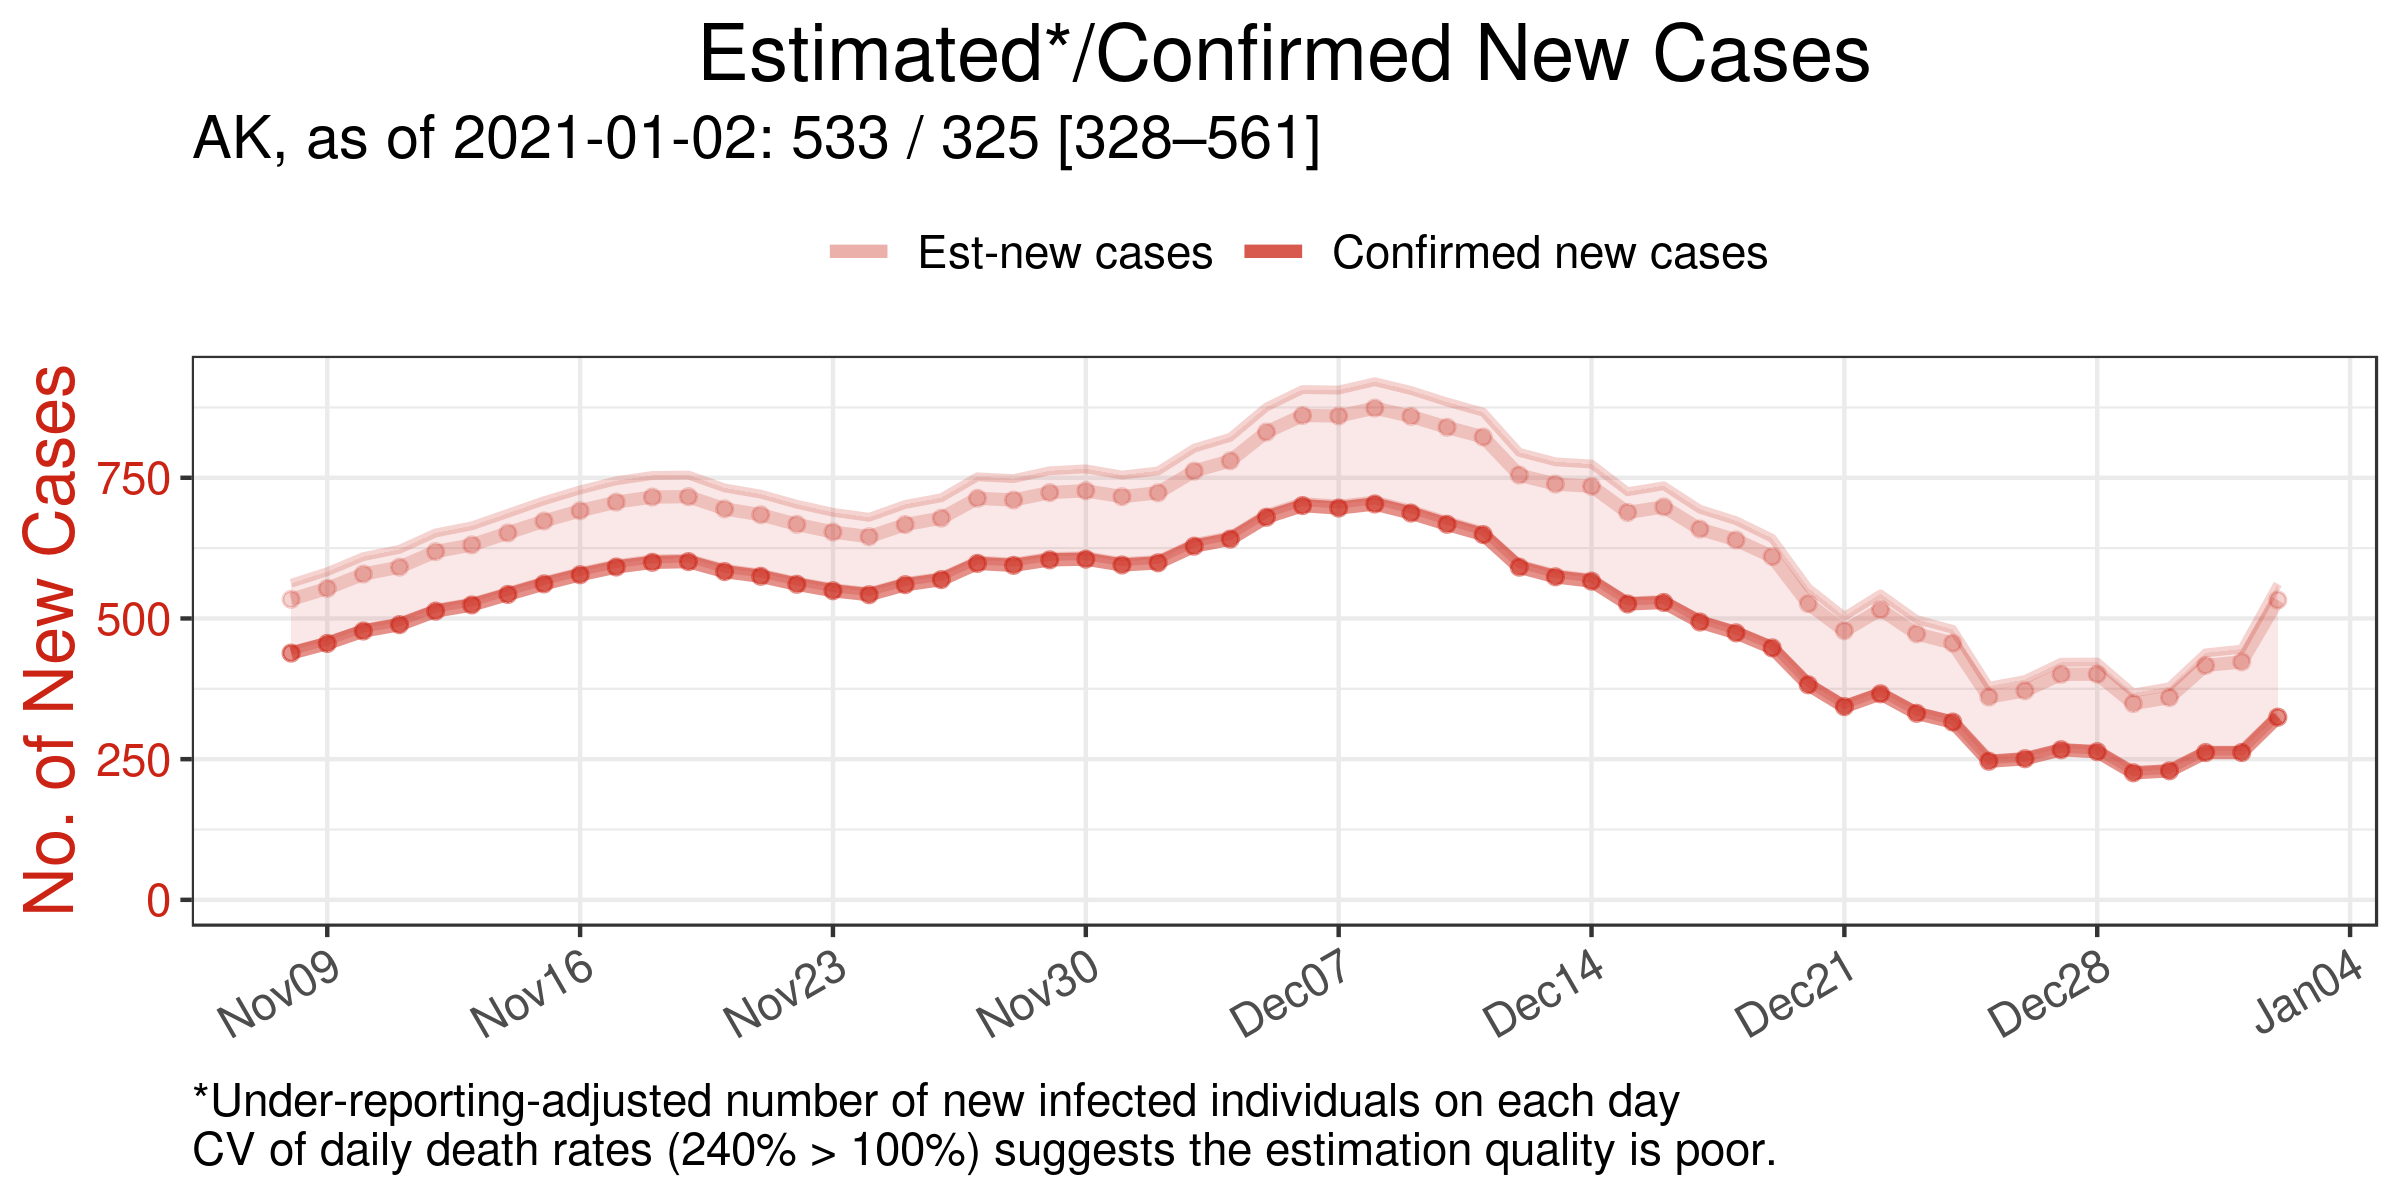 Estimated*/Confirmed New Cases
AK, as of 2021-01-02: 533 / 325 [328–561]
Est-new cases
Confirmed new cases
No. of New Cases
750
500
250
0
Nov09
Nov16
Nov23
Nov30
Dec07
Dec14
Dec21
Dec28
Jan04
*Under-reporting-adjusted number of new infected individuals on each day
CV of daily death rates (240% > 100%) suggests the estimation quality is poor.